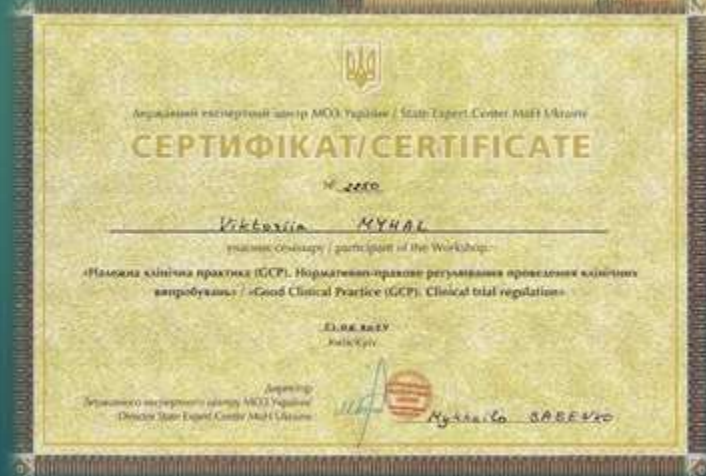 Державний експертний центр МОЗ України / State Expert Center MoH Ukraine
СЕРТИФІКАТ/CERTIFICATE
№ 2250
Viktoriia MYHAL
учасник семінару / participant of the Workshop:
«Належна клінічна практика (GCP). Нормативно-правове регулювання проведення клінічних
випробувань» / «Good Clinical Practice (GCP). Clinical trial regulation»
Київ/Kyiv
Директор
Державного експертного центру МОЗ України
Director State Expert Center MoH Ukraine
Mykhailo BABENKO